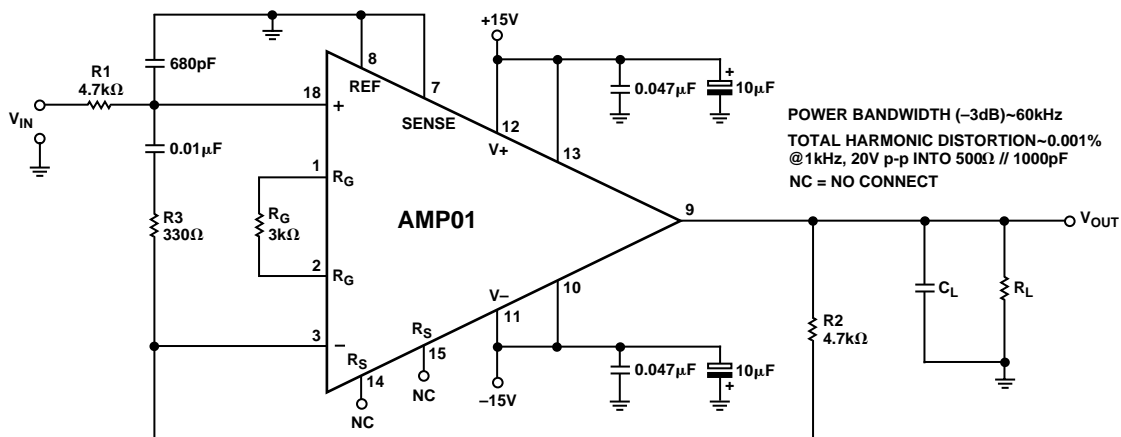 +15V
680pF
R1
4.7kΩ
8
REF
7
SENSE
0.047μF
+
10μF
18
+
VIN
12
V+
13
POWER BANDWIDTH (–3dB)~60kHz
TOTAL HARMONIC DISTORTION~0.001%
@1kHz, 20V p-p INTO 500Ω // 1000pF
NC = NO CONNECT
0.01μF
1
RG
R3
330Ω
RG
3kΩ
AMP01
9
VOUT
2
RG
10
V–
11
CL
RL
R2
4.7kΩ
3
–
RS
15
RS
14
NC
NC
–15V
0.047μF
10μF
+